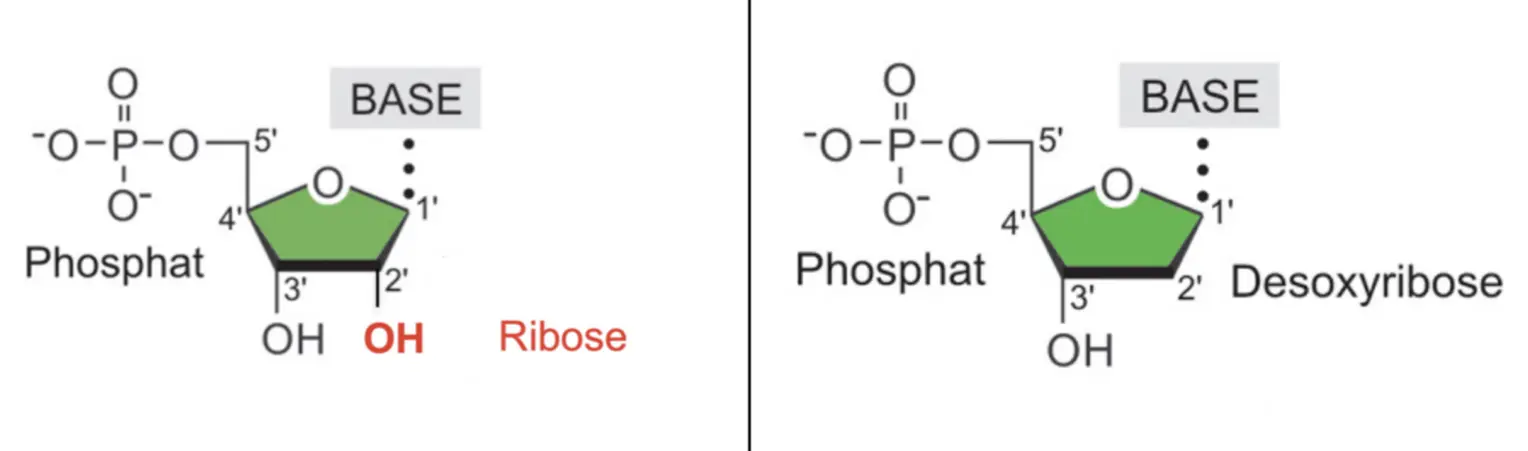 O
BASE
⁻O–P–O
5'
O
O⁻
4'
1'
Phosphat
3'
2'
OH
OH
Ribose
O
BASE
⁻O–P–O
5'
O
O⁻
4'
1'
Phosphat
3'
2'
Desoxyribose
OH